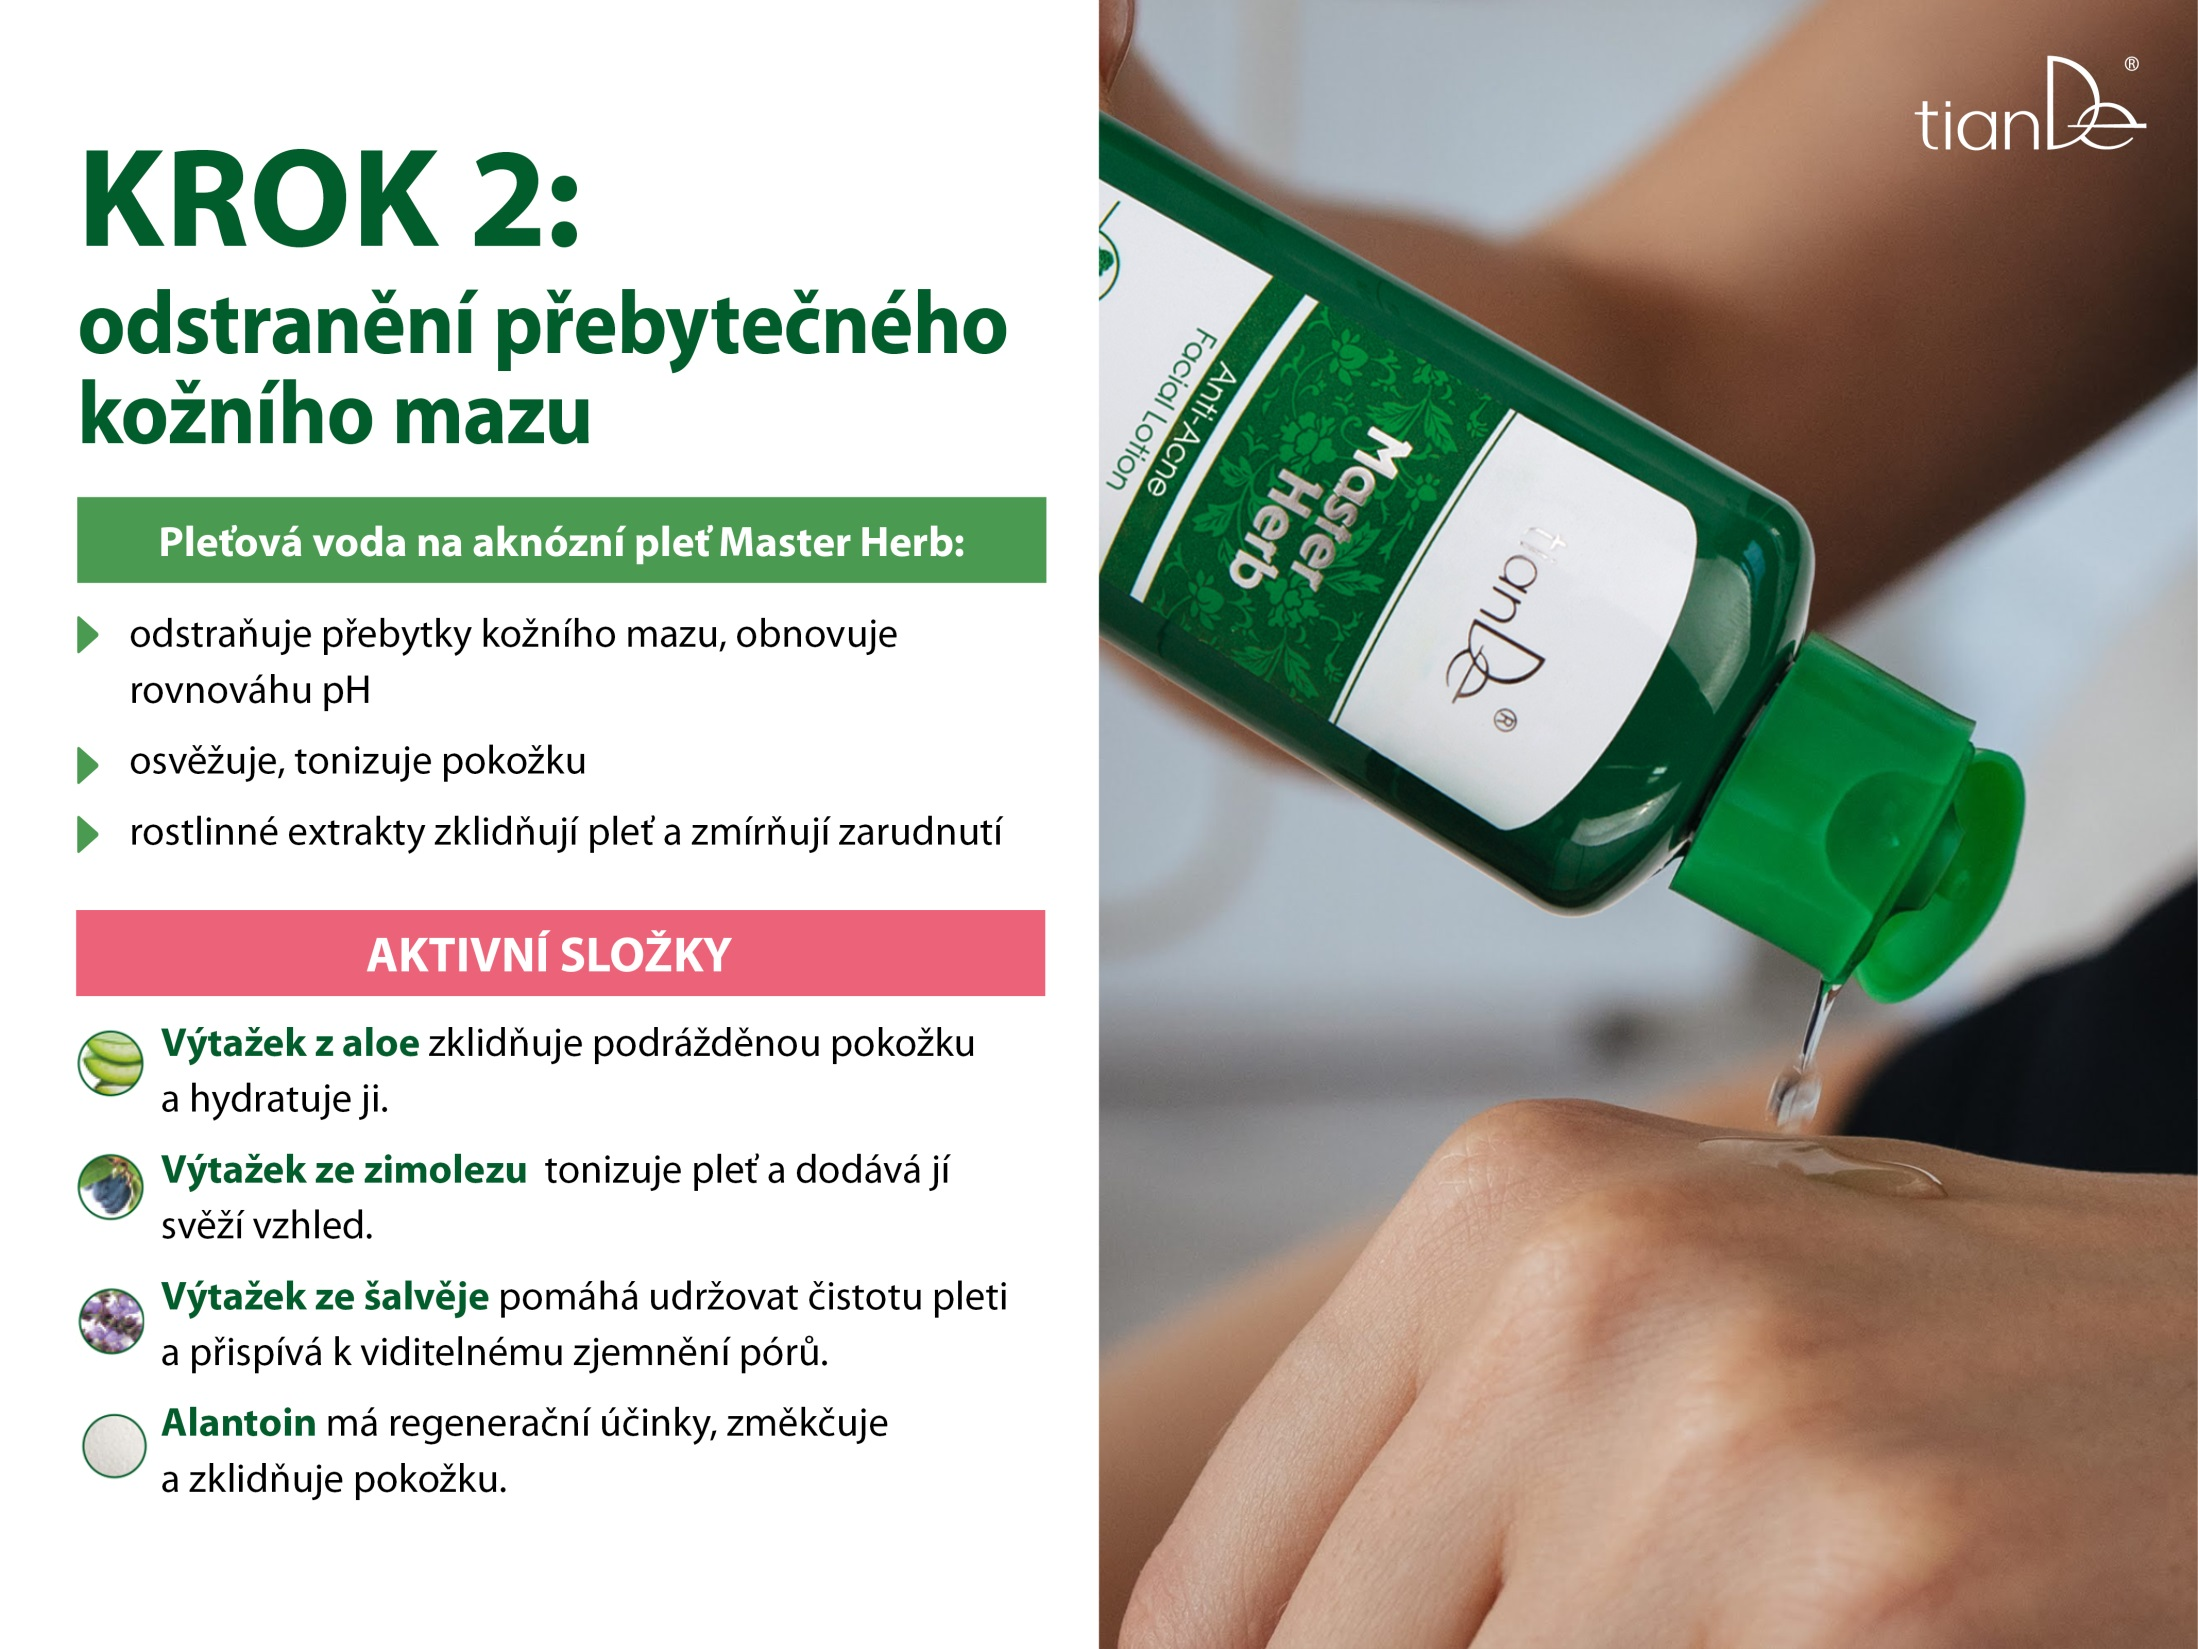 KROK 2:
odstranění přebytečného
kožního mazu
Pleťová voda na aknózní pleť Master Herb:
odstraňuje přebytky kožního mazu, obnovuje
rovnováhu pH
osvěžuje, tonizuje pokožku
rostlinné extrakty zklidňují pleť a zmírňují zarudnutí
AKTIVNÍ SLOŽKY
Výtažek z aloe zklidňuje podrážděnou pokožku
a hydratuje ji.
Výtažek ze zimolezu tonizuje pleť a dodává jí
svěží vzhled.
Výtažek ze šalvěje pomáhá udržovat čistotu pleti
a přispívá k viditelnému zjemnění pórů.
Alantoin má regenerační účinky, změkčuje
a zklidňuje pokožku.
tianDe®
tianDe®
Master
Herb
Anti-Acne
Facial Lotion